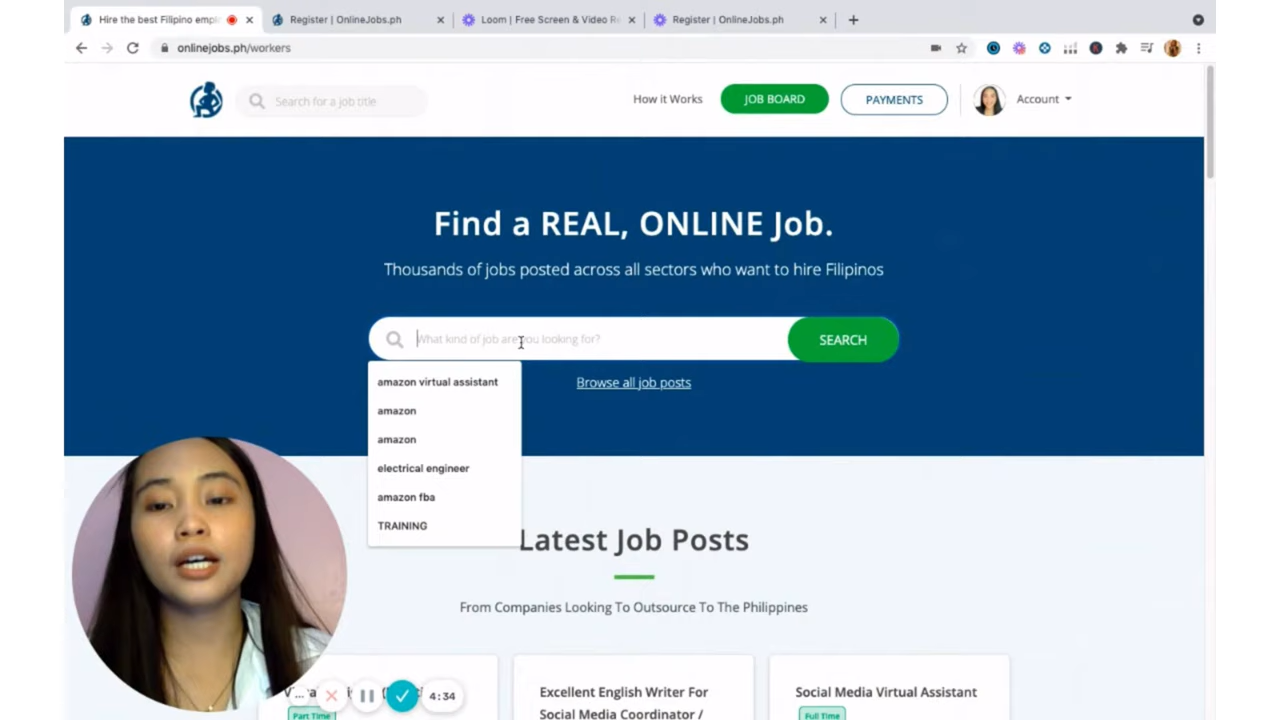 Hire the best Filipino empl
Register | OnlineJobs.ph
Loom | Free Screen & Video Re
Register | OnlineJobs.ph
onlinejobs.ph/workers
Search for a job title
How it Works
JOB BOARD
PAYMENTS
Account
Find a REAL, ONLINE Job.
Thousands of jobs posted across all sectors who want to hire Filipinos
What kind of job are you looking for?
SEARCH
Browse all job posts
amazon virtual assistant
amazon
amazon
electrical engineer
amazon fba
TRAINING
Latest Job Posts
From Companies Looking To Outsource To The Philippines
4:34
Part Time
Excellent English Writer For
Social Media Coordinator /
Social Media Virtual Assistant
Full Time